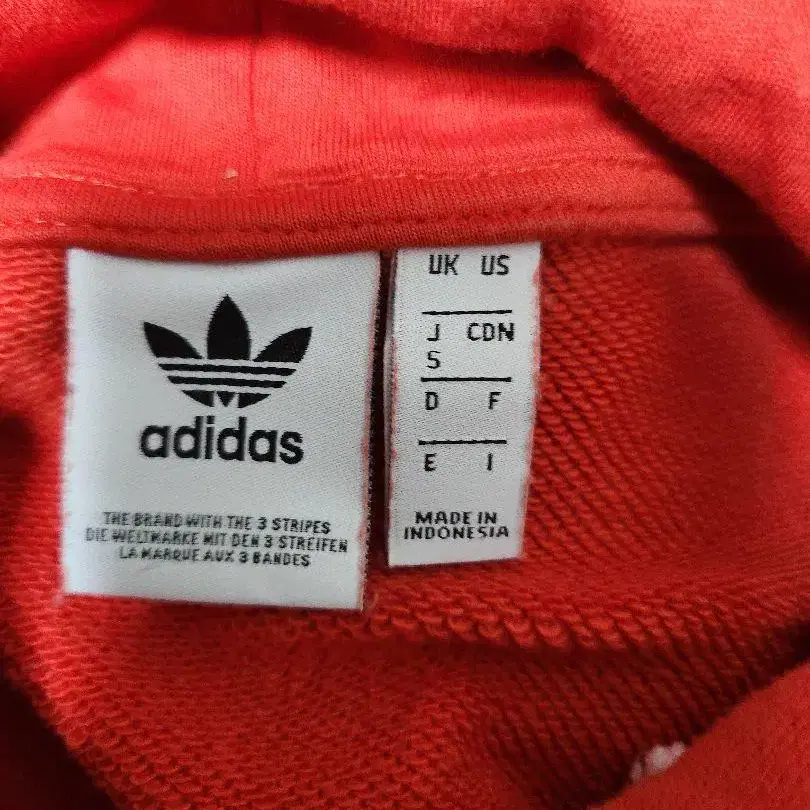 adidas
THE BRAND WITH THE 3 STRIPES
DIE WELTMARKE MIT DEN 3 STREIFEN
LA MARQUE AUX 3 BANDES
UK US
J CDN
S
D F
E I
MADE IN
INDONESIA